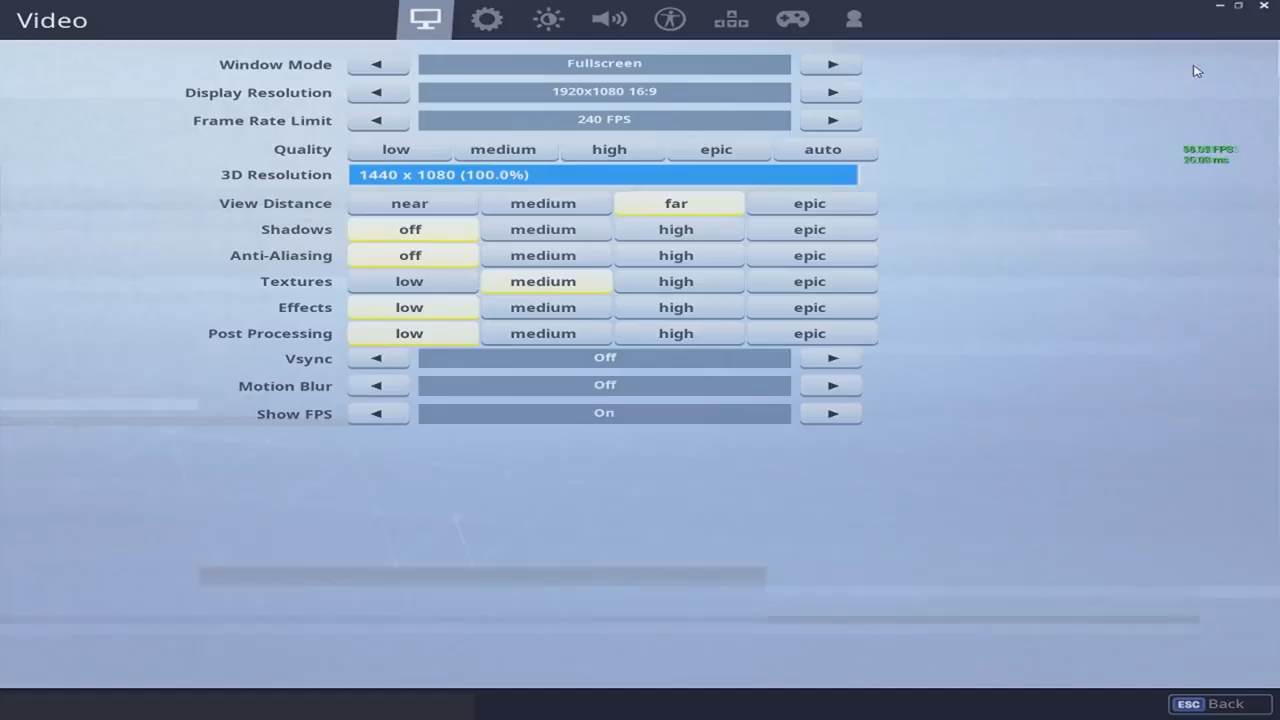 Video
Window Mode Fullscreen
Display Resolution 1920x1080 16:9
Frame Rate Limit 240 FPS
Quality low medium high epic auto
3D Resolution 1440 x 1080 (100.0%)
View Distance near medium far epic
Shadows off medium high epic
Anti-Aliasing off medium high epic
Textures low medium high epic
Effects low medium high epic
Post Processing low medium high epic
Vsync Off
Motion Blur Off
Show FPS On
FPS
ms
ESC Back